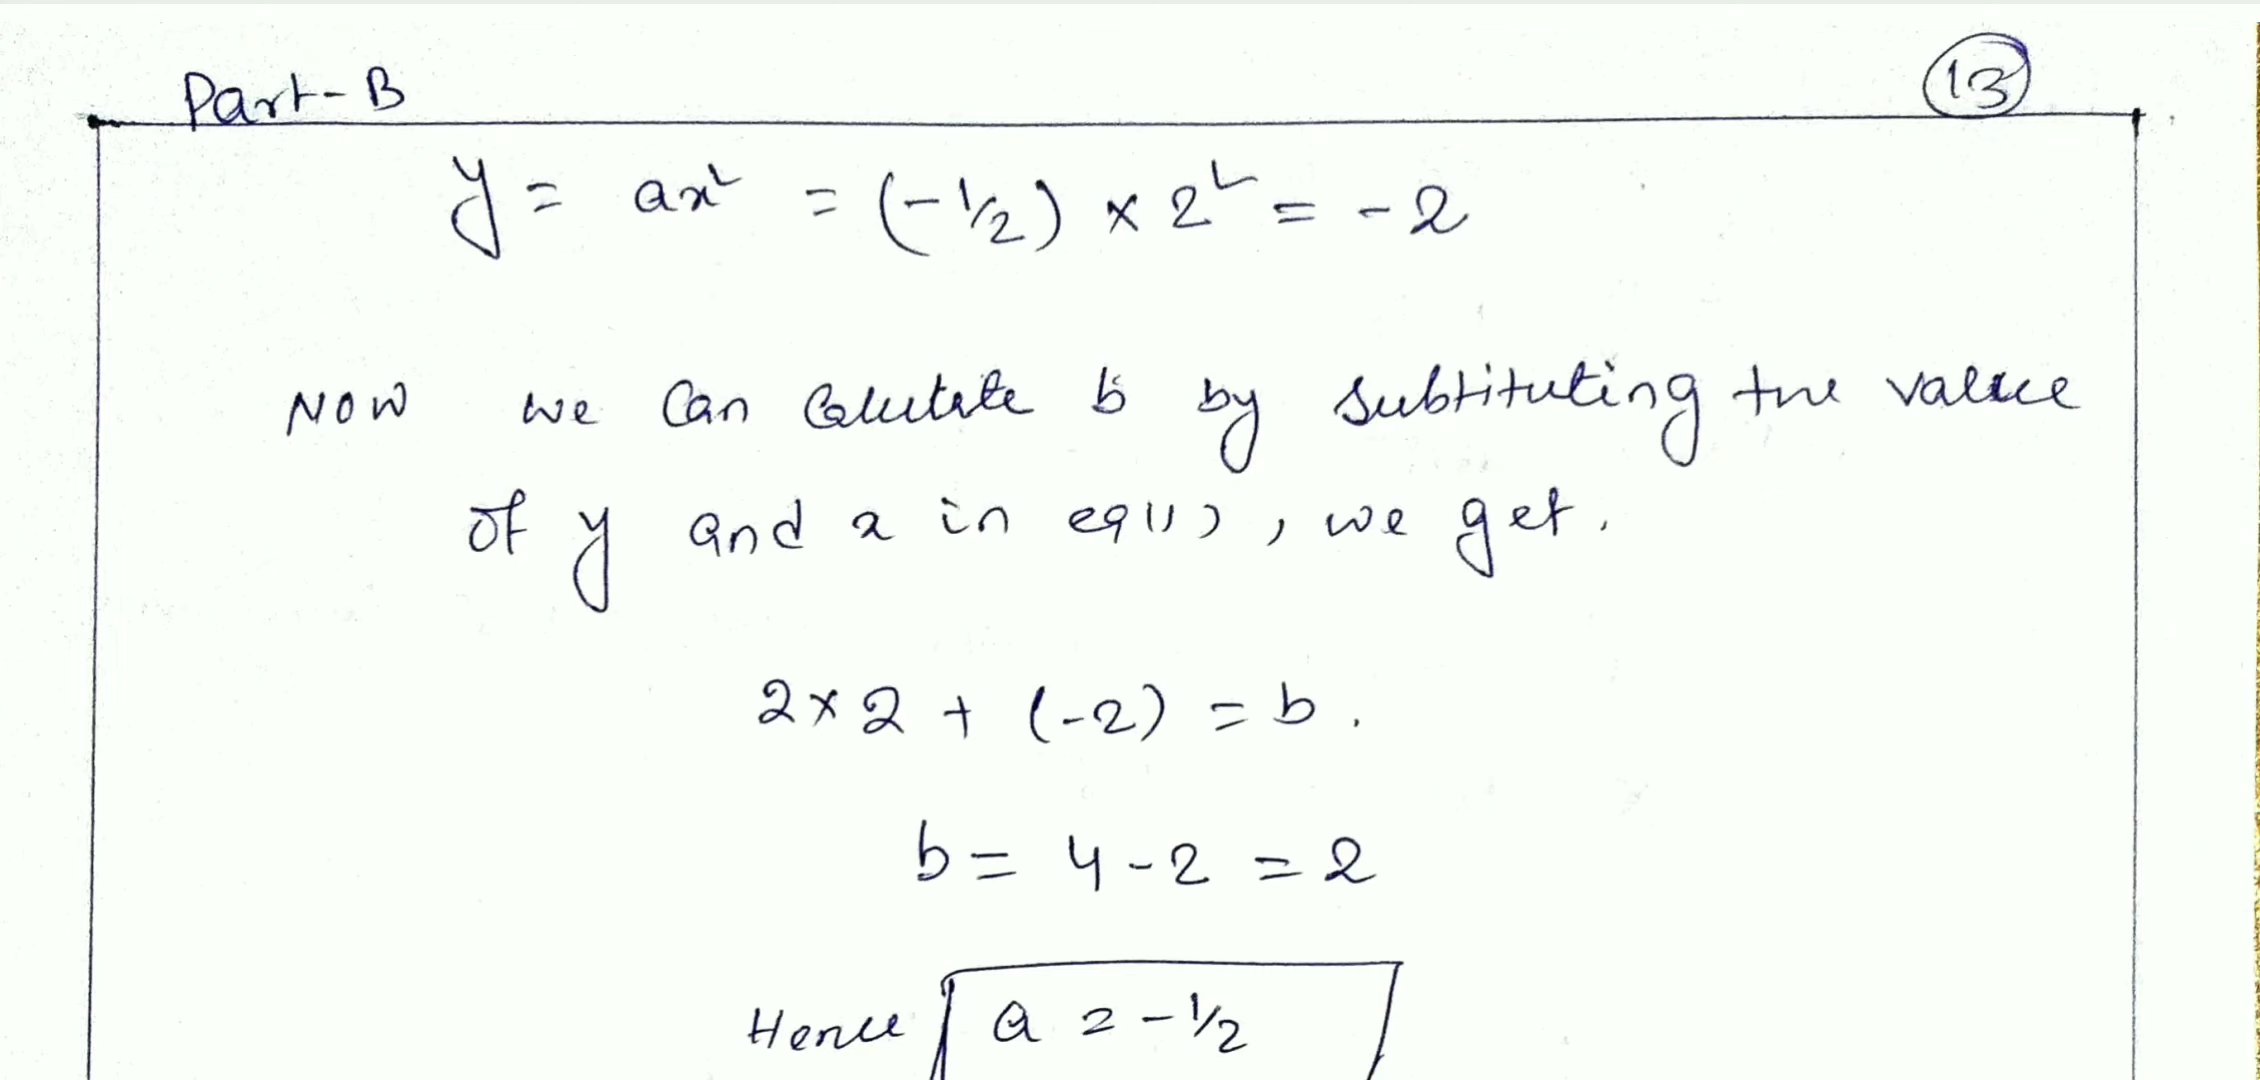 Part-B
13
y = ax² = (-1/2) × 2² = -2
Now we can calutate b by subtituting the value
of y and x in eq(1), we get.
2×2 + (-2) = b.
b = 4-2 = 2
Hence a = -1/2